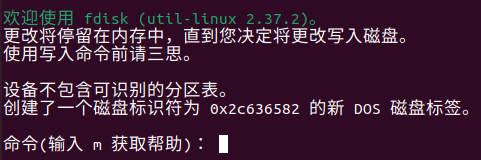 欢迎使用 fdisk (util-linux 2.37.2)。
更改将停留在内存中，直到您决定将更改写入磁盘。
使用写入命令前请三思。
设备不包含可识别的分区表。
创建了一个磁盘标识符为 0x2c636582 的新 DOS 磁盘标签。
命令(输入 m 获取帮助)：